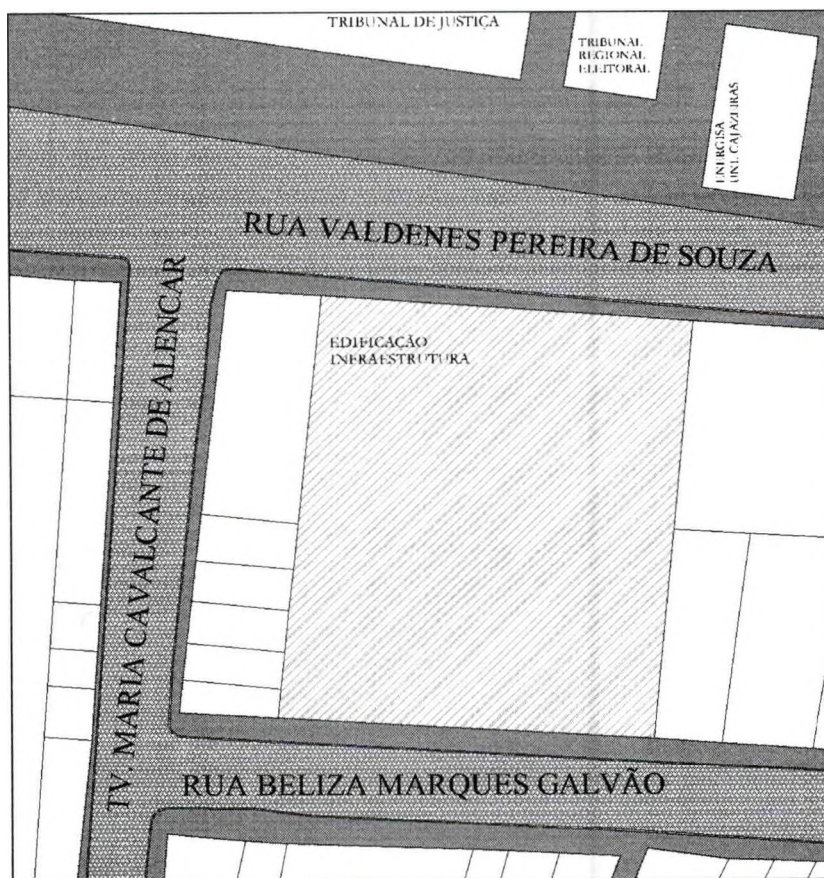 TRIBUNAL DE JUSTIÇA
TRIBUNAL
REGIONAL
ELEITORAL
ENERGISA
UNI. CAJAZEIRAS
RUA VALDENES PEREIRA DE SOUZA
EDIFICAÇÃO
INFRAESTRUTURA
TV. MARIA CAVALCANTE DE ALENCAR
RUA BELIZA MARQUES GALVÃO